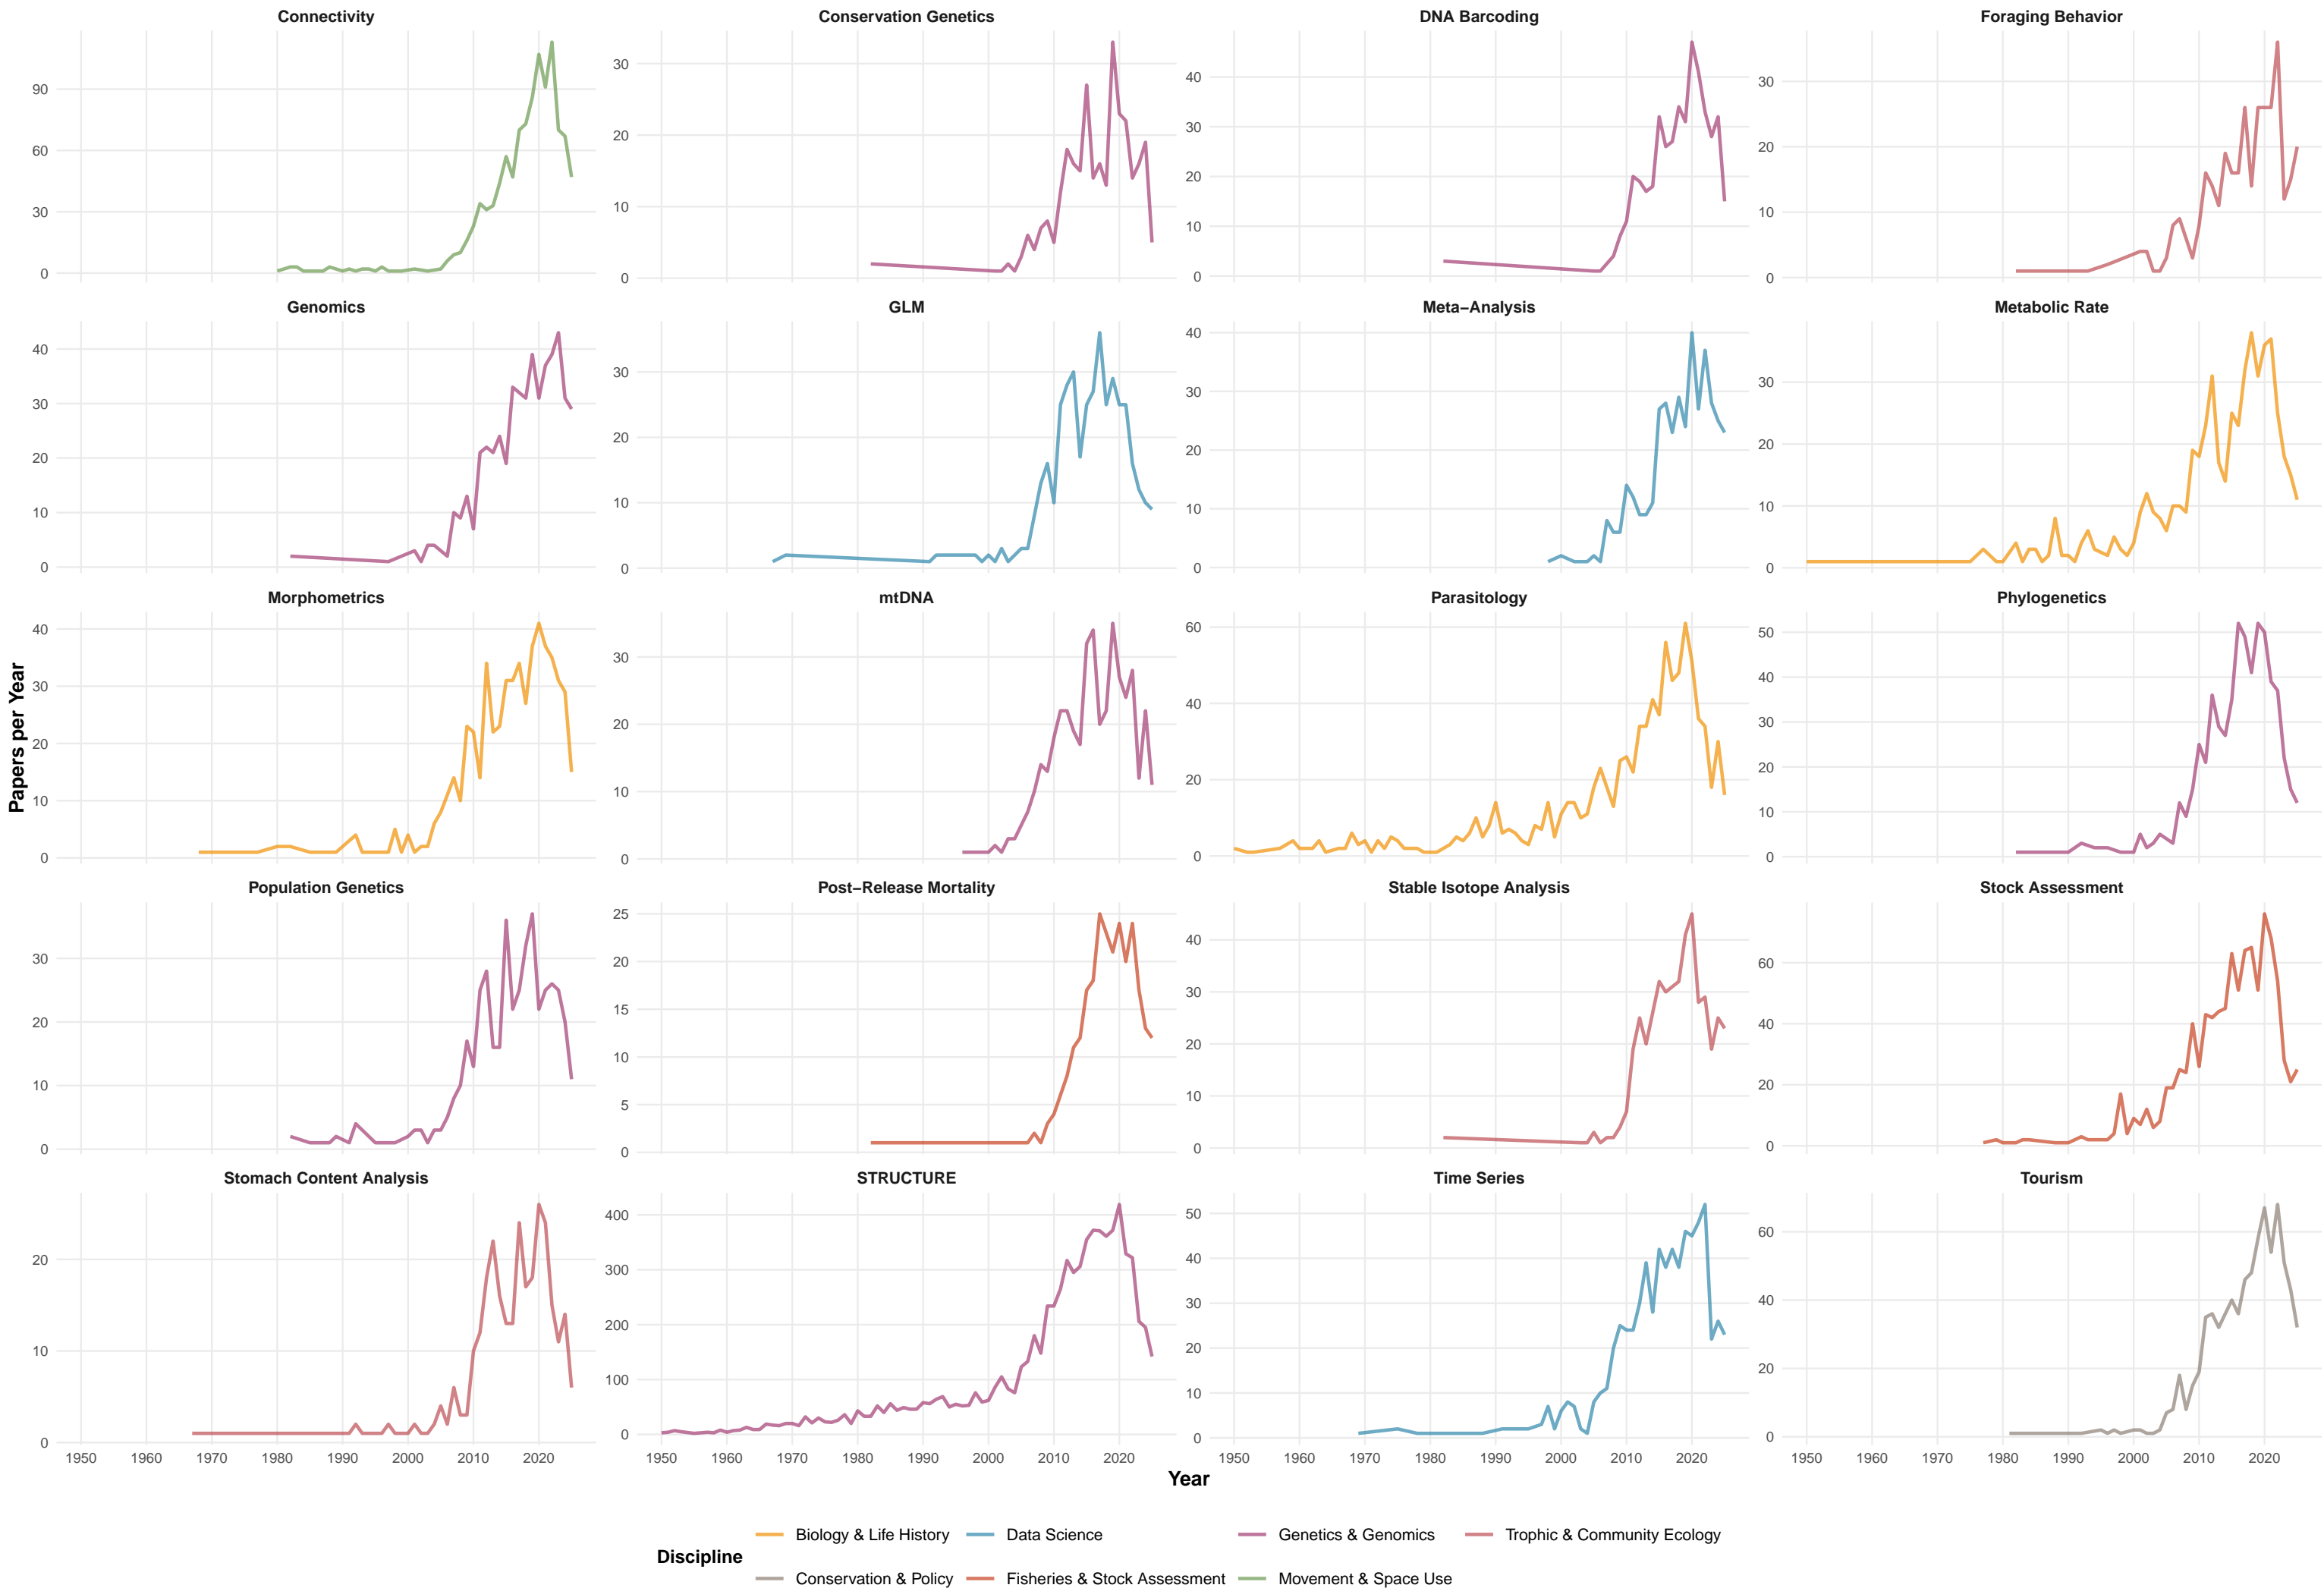 Connectivity
Conservation Genetics
DNA Barcoding
Foraging Behavior
90
60
30
0
30
20
10
0
40
30
20
10
0
30
20
10
0
Genomics
GLM
Meta−Analysis
Metabolic Rate
40
30
20
10
0
30
20
10
0
40
30
20
10
0
30
20
10
0
Morphometrics
mtDNA
Parasitology
Phylogenetics
40
30
20
10
0
30
20
10
0
60
40
20
0
50
40
30
20
10
0
Papers per Year
Population Genetics
Post−Release Mortality
Stable Isotope Analysis
Stock Assessment
30
20
10
0
25
20
15
10
5
0
40
30
20
10
0
60
40
20
0
Stomach Content Analysis
STRUCTURE
Time Series
Tourism
20
10
0
400
300
200
100
0
50
40
30
20
10
0
60
40
20
0
1950 1960 1970 1980 1990 2000 2010 2020
1950 1960 1970 1980 1990 2000 2010 2020
1950 1960 1970 1980 1990 2000 2010 2020
1950 1960 1970 1980 1990 2000 2010 2020
Year
Discipline
Biology & Life History
Data Science
Genetics & Genomics
Trophic & Community Ecology
Conservation & Policy
Fisheries & Stock Assessment
Movement & Space Use